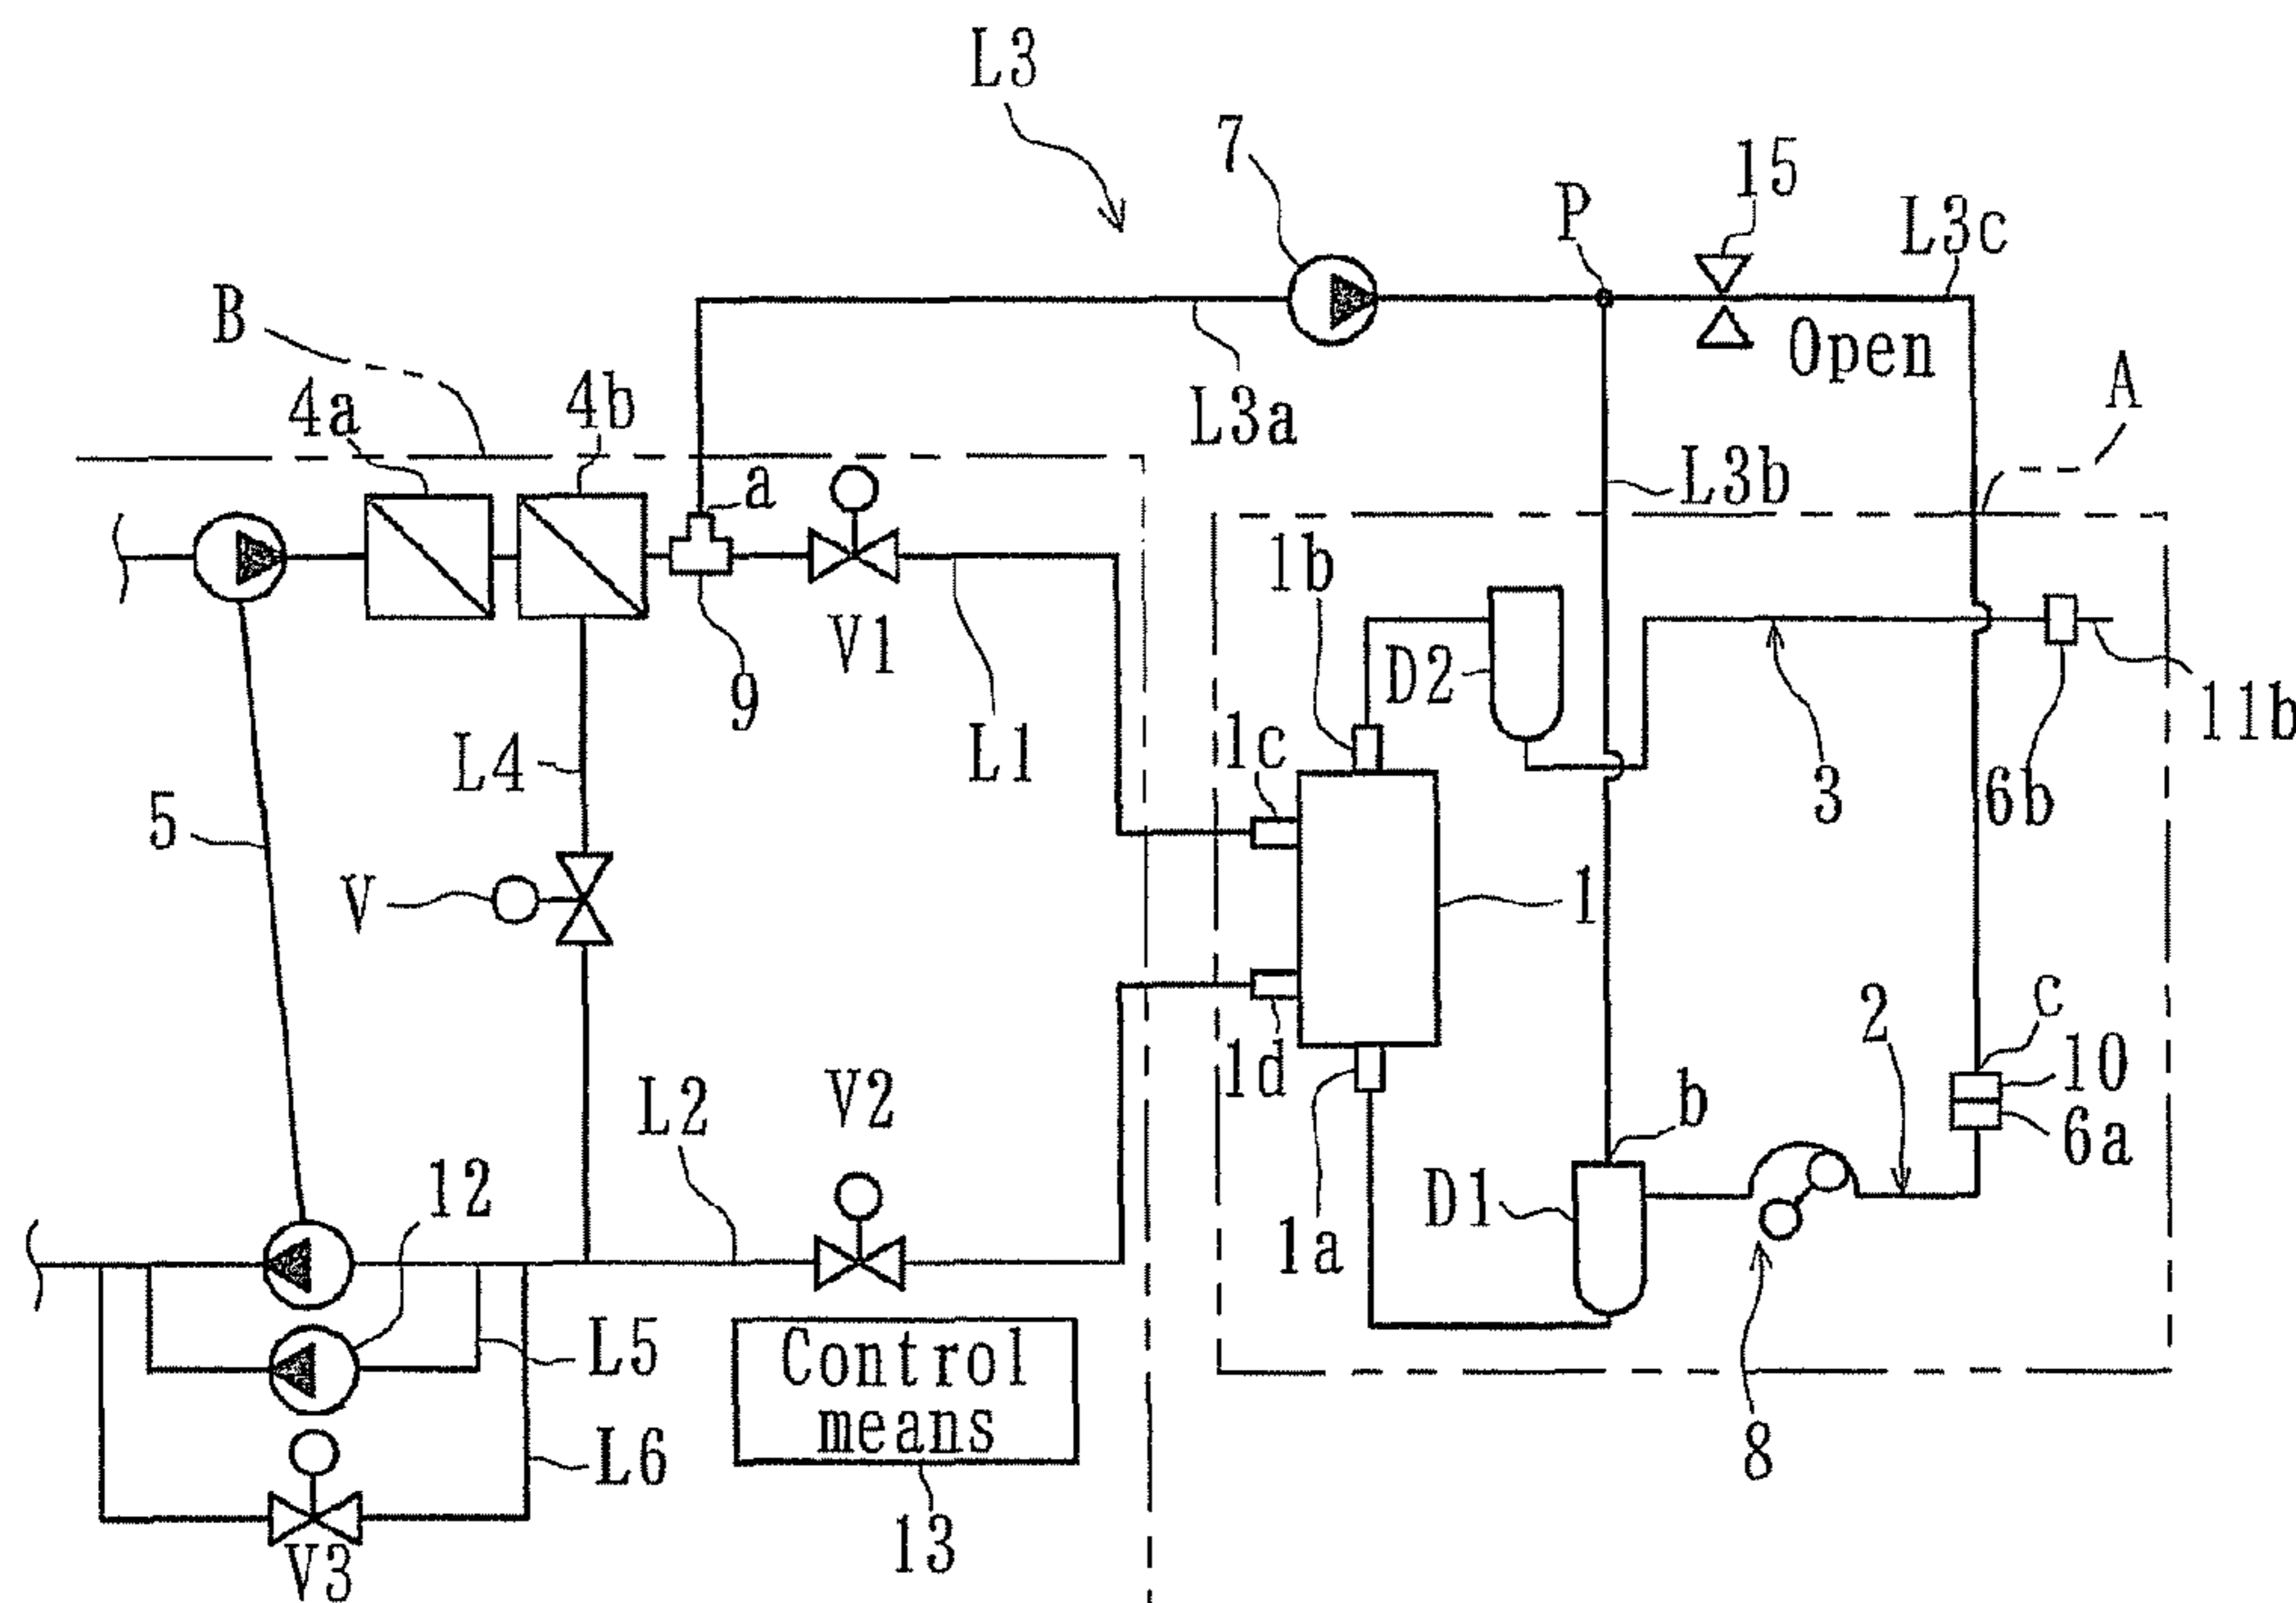 L3
7
P
15
L3c
B
Open
A
4a
4b
L3a
a
L3b
1b
V1
D2
9
11b
L4
L1
1c
6b
3
5
V
1
2
c
1d
10
L2
V2
b
6a
12
D1
1a
L5
Control
means
L6
8
13
V3